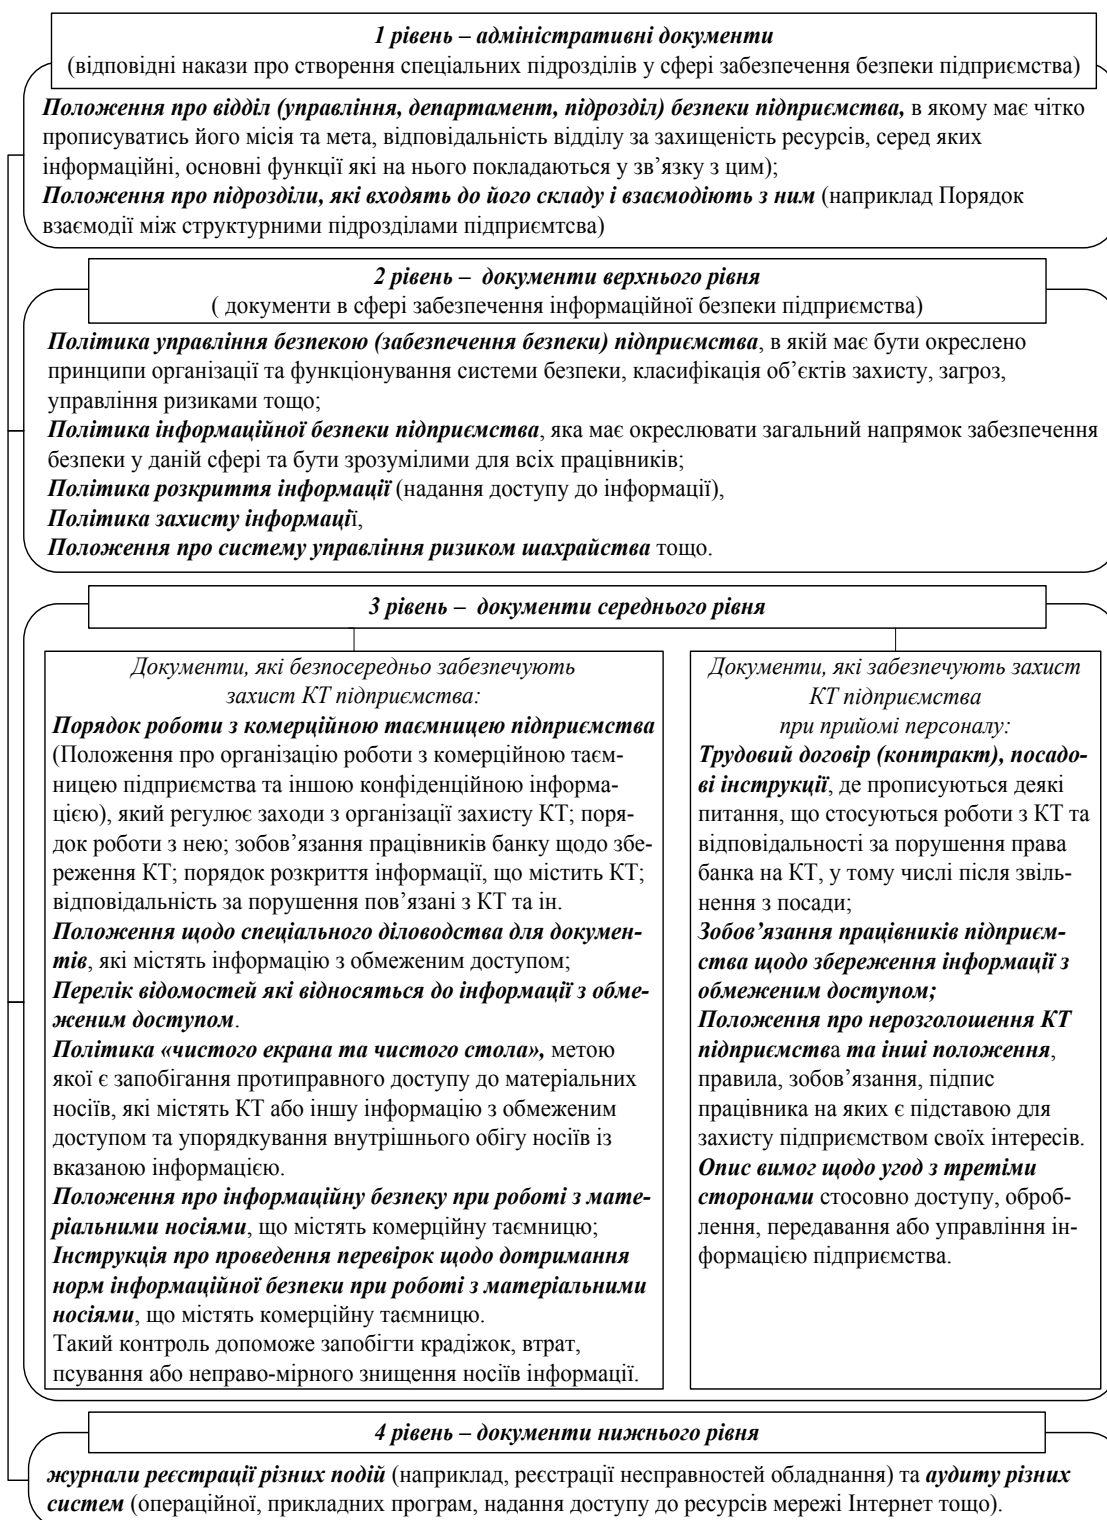 1 рівень – адміністративні документи
(відповідні накази про створення спеціальних підрозділів у сфері забезпечення безпеки підприємства)
Положення про відділ (управління, департамент, підрозділ) безпеки підприємства, в якому має чітко
прописуватись його місія та мета, відповідальність відділу за захищеність ресурсів, серед яких
інформаційні, основні функції які на нього покладаються у зв’язку з цим);
Положення про підрозділи, які входять до його складу і взаємодіють з ним (наприклад Порядок
взаємодії між структурними підрозділами підприємтсва)
2 рівень – документи верхнього рівня
( документи в сфері забезпечення інформаційної безпеки підприємства)
Політика управління безпекою (забезпечення безпеки) підприємства, в якій має бути окреслено
принципи організації та функціонування системи безпеки, класифікація об’єктів захисту, загроз,
управління ризиками тощо;
Політика інформаційної безпеки підприємства, яка має окреслювати загальний напрямок забезпечення
безпеки у даній сфері та бути зрозумілими для всіх працівників;
Політика розкриття інформації (надання доступу до інформації),
Політика захисту інформації,
Положення про систему управління ризиком шахрайства тощо.
3 рівень – документи середнього рівня
Документи, які безпосередньо забезпечують
захист КТ підприємства:
Порядок роботи з комерційною таємницею підприємства
(Положення про організацію роботи з комерційною таєм-
ницею підприємства та іншою конфіденційною інформа-
цією), який регулює заходи з організації захисту КТ; поря-
док роботи з нею; зобов’язання працівників банку щодо збе-
реження КТ; порядок розкриття інформації, що містить КТ;
відповідальність за порушення пов’язані з КТ та ін.
Положення щодо спеціального діловодства для докумен-
тів, які містять інформацію з обмеженим доступом;
Перелік відомостей які відносяться до інформації з обме-
женим доступом.
Політика «чистого екрана та чистого стола», метою
якої є запобігання протиправного доступу до матеріальних
носіїв, які містять КТ або іншу інформацію з обмеженим
доступом та упорядкування внутрішнього обігу носіїв із
вказаною інформацією.
Положення про інформаційну безпеку при роботі з мате-
ріальними носіями, що містять комерційну таємницю;
Інструкція про проведення перевірок щодо дотримання
норм інформаційної безпеки при роботі з матеріальними
носіями, що містять комерційну таємницю.
Такий контроль допоможе запобігти крадіжок, втрат,
псування або неправо-мірного знищення носіїв інформації.
Документи, які забезпечують захист
КТ підприємства
при прийомі персоналу:
Трудовий договір (контракт), посадо-
ві інструкції, де прописуються деякі
питання, що стосуються роботи з КТ та
відповідальності за порушення права
банка на КТ, у тому числі після звіль-
нення з посади;
Зобов’язання працівників підприєм-
ства щодо збереження інформації з
обмеженим доступом;
Положення про нерозголошення КТ
підприємства та інші положення,
правила, зобов’язання, підпис
працівника на яких є підставою для
захисту підприємством своїх інтересів.
Опис вимог щодо угод з третіми
сторонами стосовно доступу, оброб-
лення, передавання або управління ін-
формацією підприємства.
4 рівень – документи нижнього рівня
журнали реєстрації різних подій (наприклад, реєстрації несправностей обладнання) та аудиту різних
систем (операційної, прикладних програм, надання доступу до ресурсів мережі Інтернет тощо).